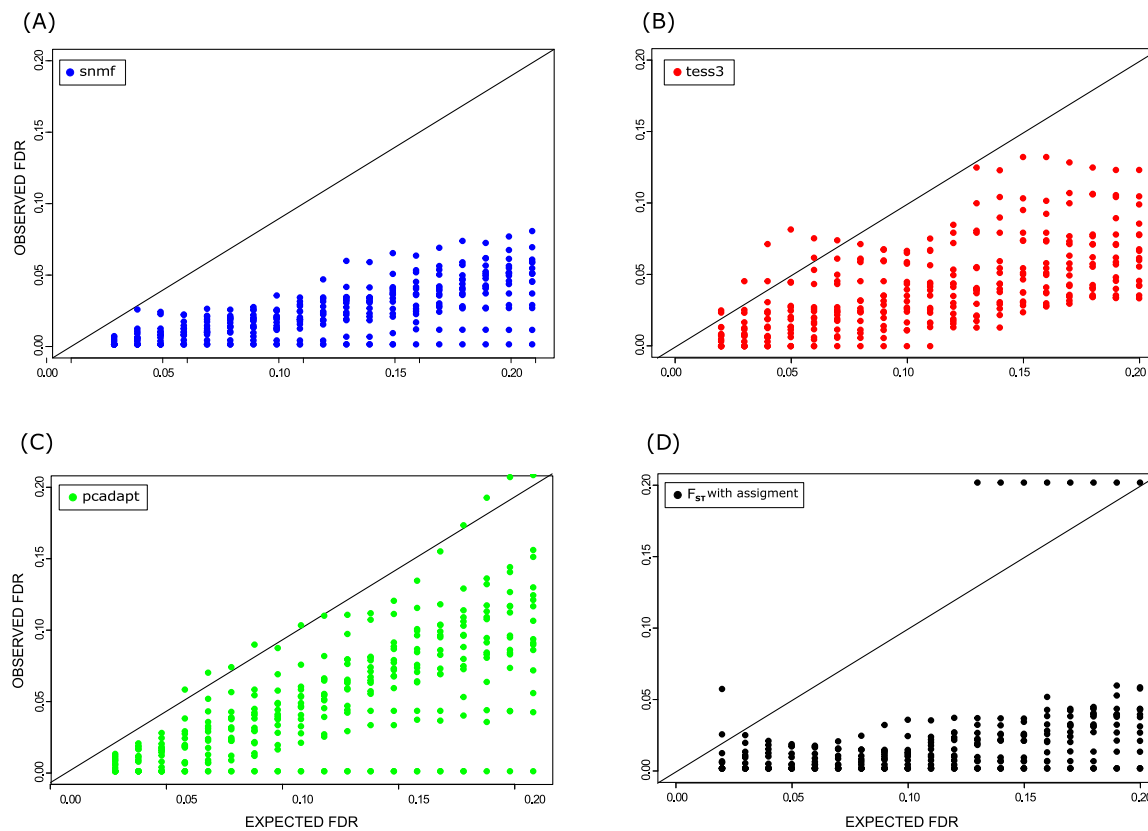 (A)
snmf
OBSERVED FDR
0.20
0.15
0.10
0.05
0.00
0.00 0.05 0.10 0.15 0.20
(B)
tess3
0.20
0.15
0.10
0.05
0.00
0.00 0.05 0.10 0.15 0.20
(C)
pcadapt
OBSERVED FDR
0.20
0.15
0.10
0.05
0.00
0.00 0.05 0.10 0.15 0.20
EXPECTED FDR
(D)
FST with assigment
0.20
0.15
0.10
0.05
0.00
0.00 0.05 0.10 0.15 0.20
EXPECTED FDR